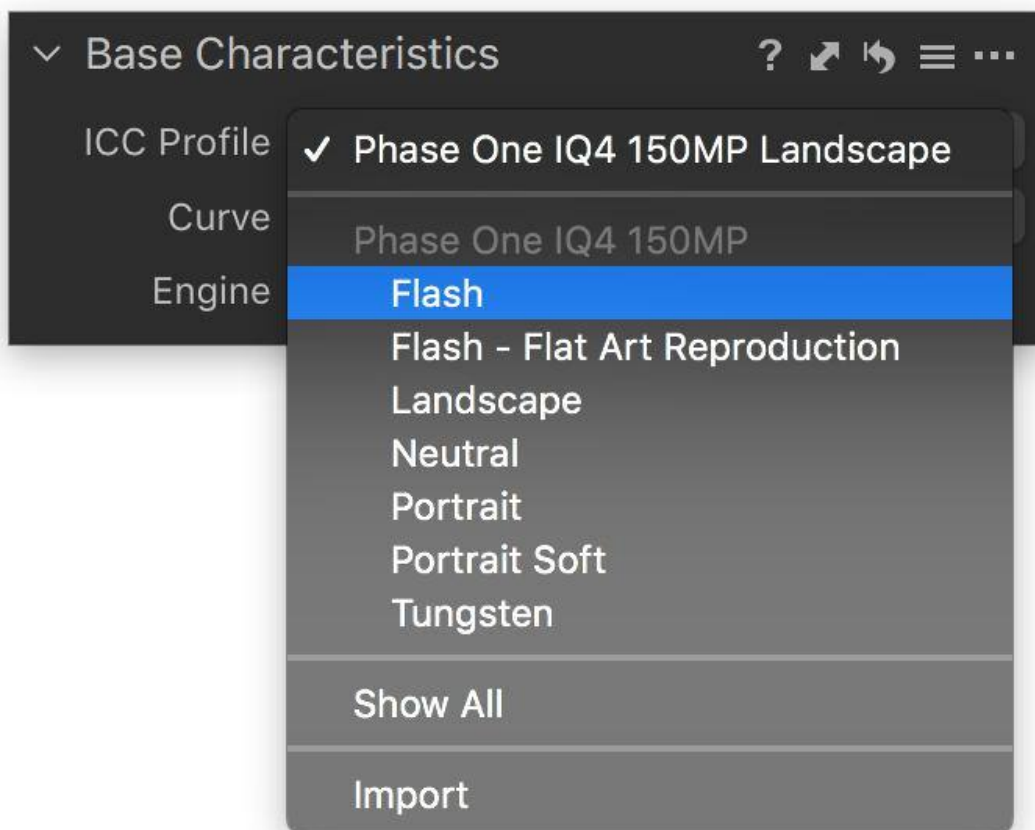 Base Characteristics ?
ICC Profile ✓ Phase One IQ4 150MP Landscape
Curve
Phase One IQ4 150MP
Engine
Flash
Flash - Flat Art Reproduction
Landscape
Neutral
Portrait
Portrait Soft
Tungsten
Show All
Import